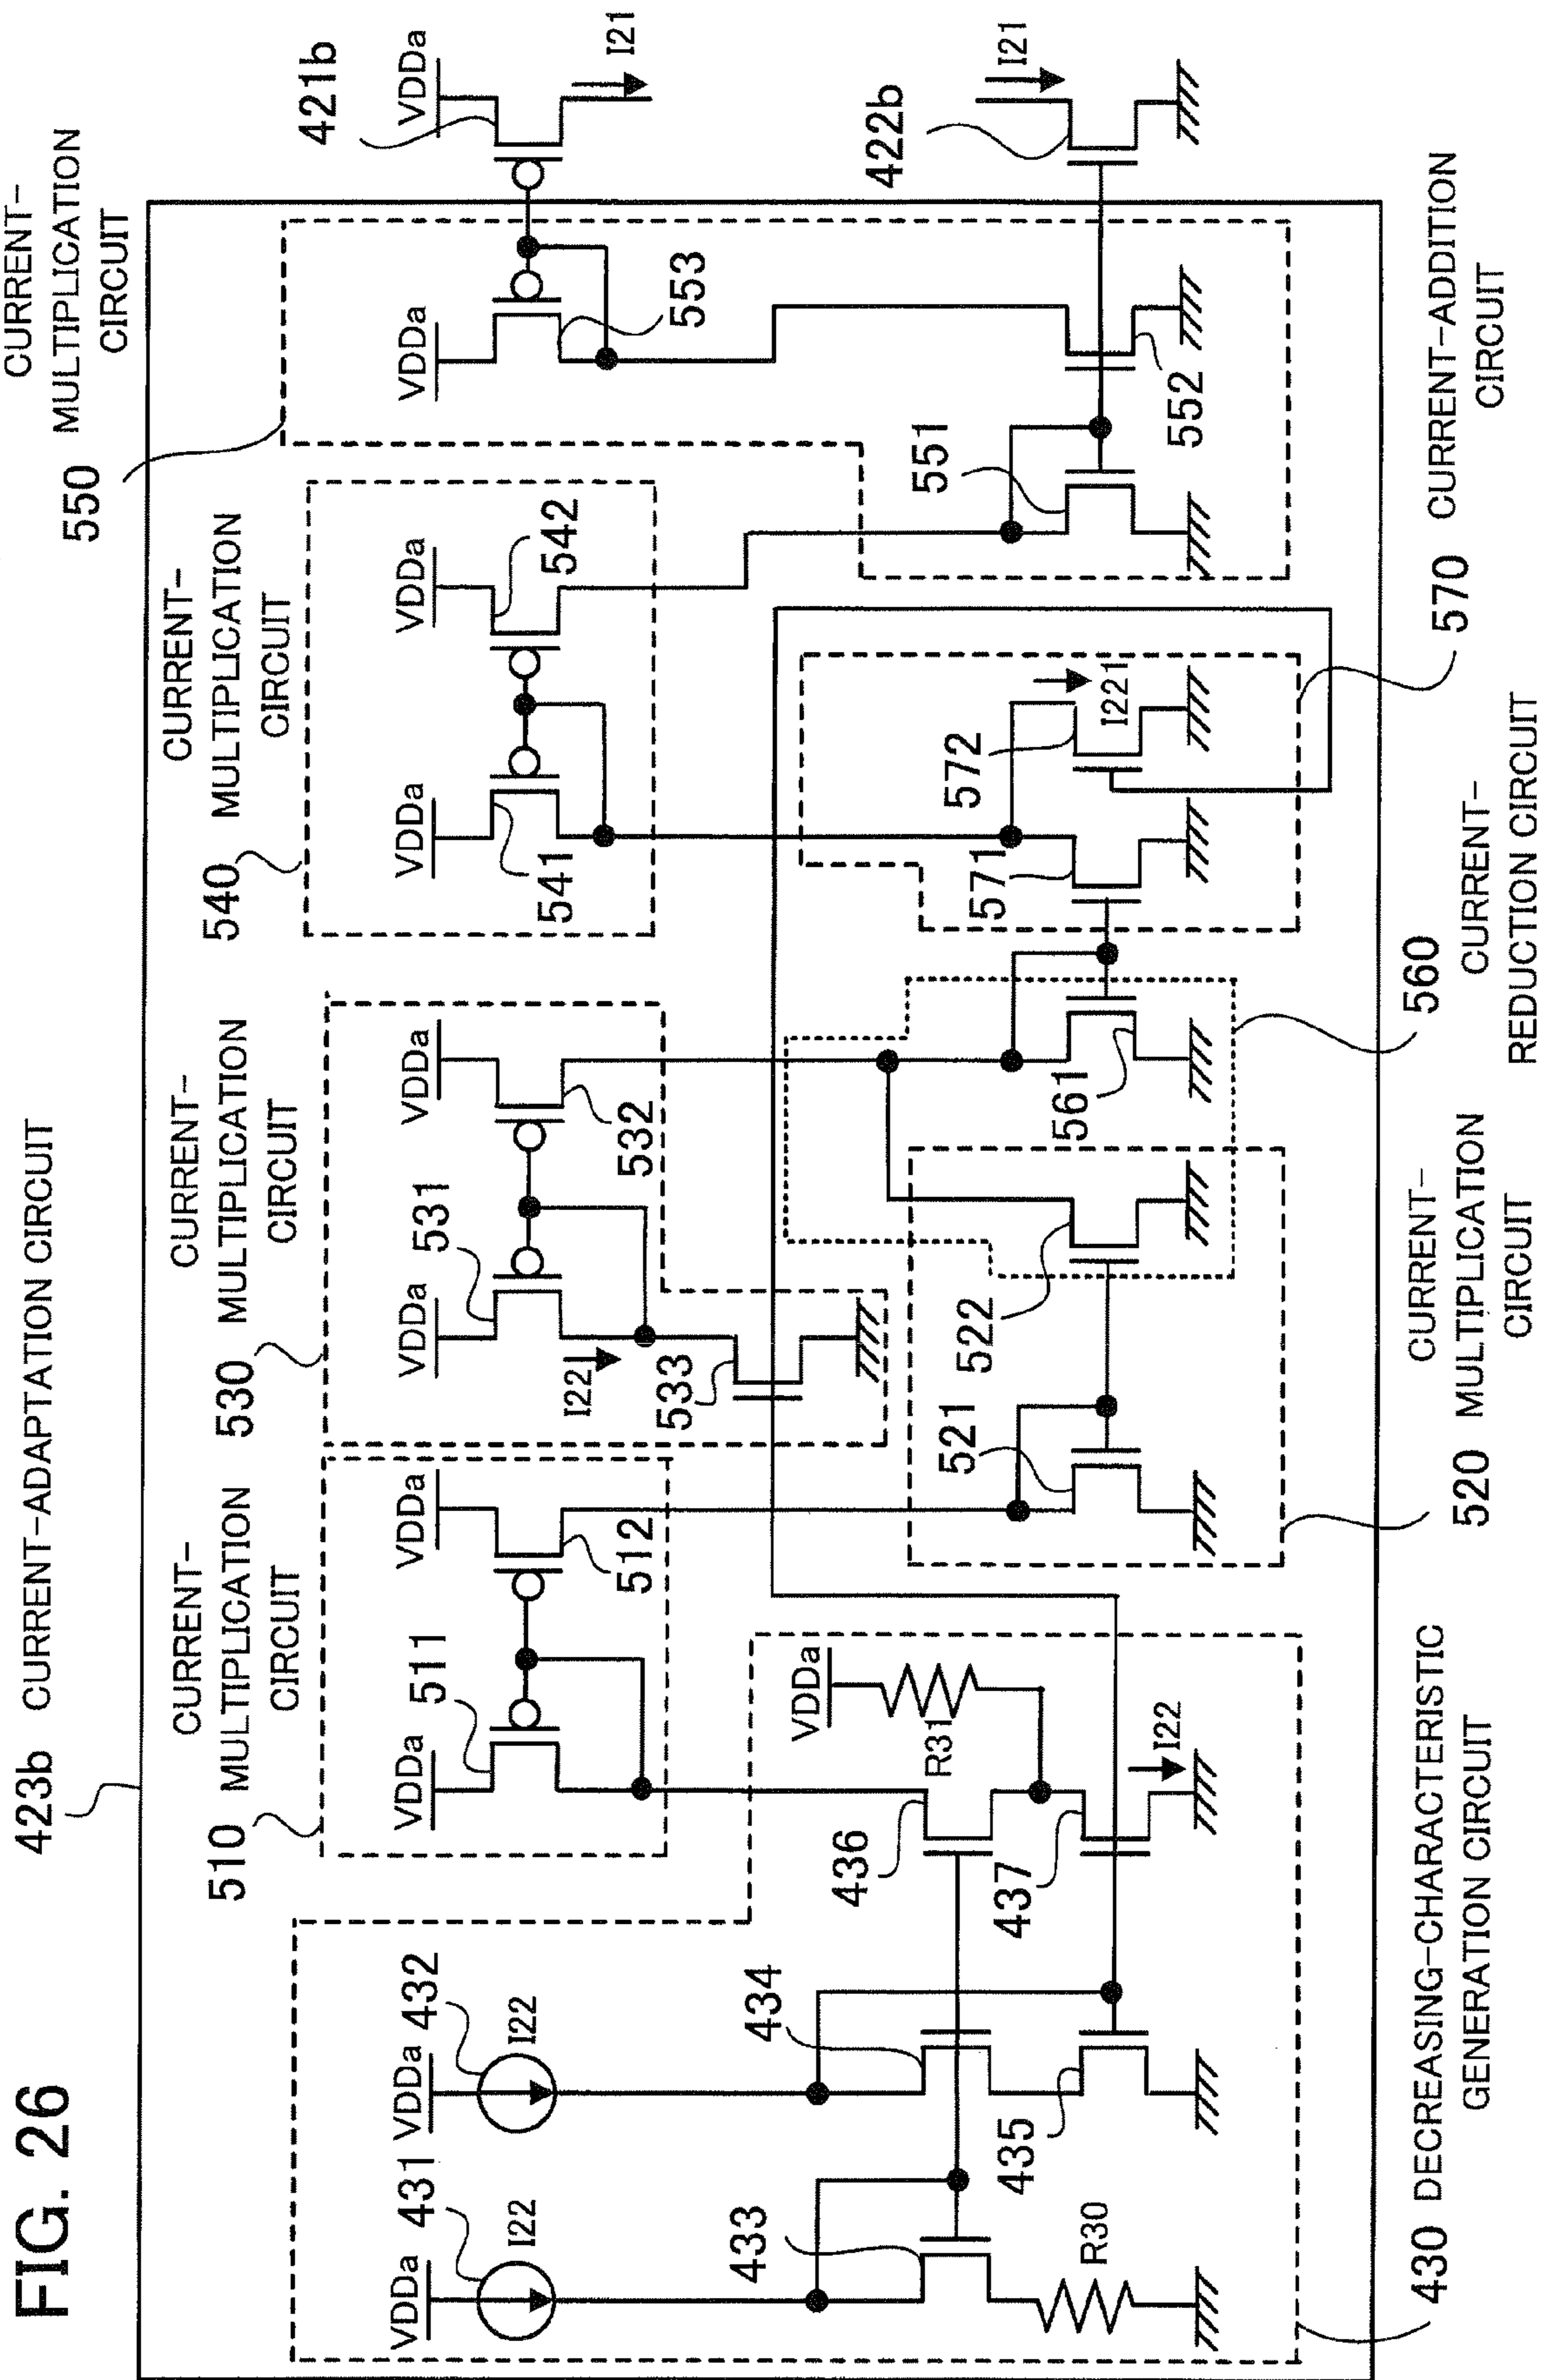 FIG. 26
423b CURRENT-ADAPTATION CIRCUIT
CURRENT-
510 MULTIPLICATION
CIRCUIT
CURRENT-
530 MULTIPLICATION
CIRCUIT
CURRENT-
540 MULTIPLICATION
CIRCUIT
CURRENT-
550 MULTIPLICATION
CIRCUIT
VDDa
431
I22
VDDa
432
I22
VDDa
511
VDDa
512
VDDa
531
VDDa
532
I221
533
VDDa
541
VDDa
542
VDDa
553
VDDa
421b
I21
433
434
436
VDDa
R31
435
437
I22
R30
521
522
561
571
572
I221
551
552
422b
I21
430 DECREASING-CHARACTERISTIC
GENERATION CIRCUIT
CURRENT-
520 MULTIPLICATION
CIRCUIT
560 CURRENT-
REDUCTION CIRCUIT
570 CURRENT-ADDITION
CIRCUIT